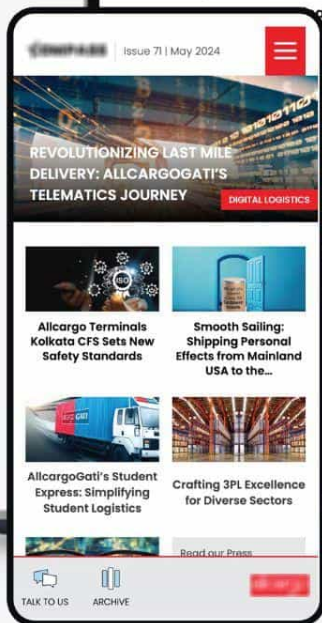 Issue 71 | May 2024
REVOLUTIONIZING LAST MILE
DELIVERY: ALLCARGOGATI'S
TELEMATICS JOURNEY
DIGITAL LOGISTICS
ISO
Allcargo Terminals
Kolkata CFS Sets New
Safety Standards
Smooth Sailing:
Shipping Personal
Effects from Mainland
USA to the...
AllcargoGati's Student
Express: Simplifying
Student Logistics
Crafting 3PL Excellence
for Diverse Sectors
Read our Press
TALK TO US
ARCHIVE